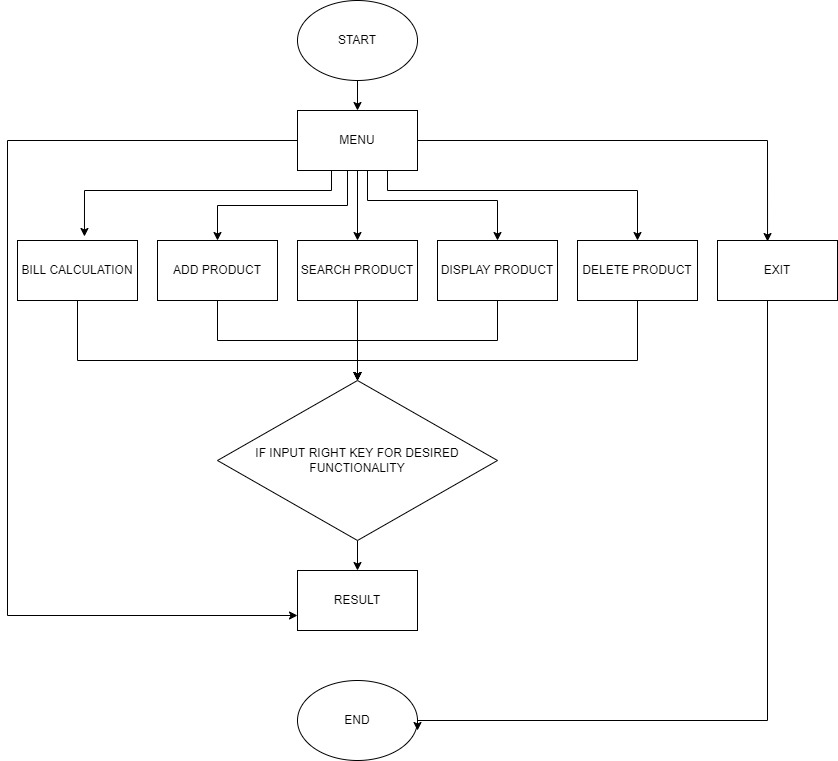 START
MENU
BILL CALCULATION
ADD PRODUCT
SEARCH PRODUCT
DISPLAY PRODUCT
DELETE PRODUCT
EXIT
IF INPUT RIGHT KEY FOR DESIRED
FUNCTIONALITY
RESULT
END